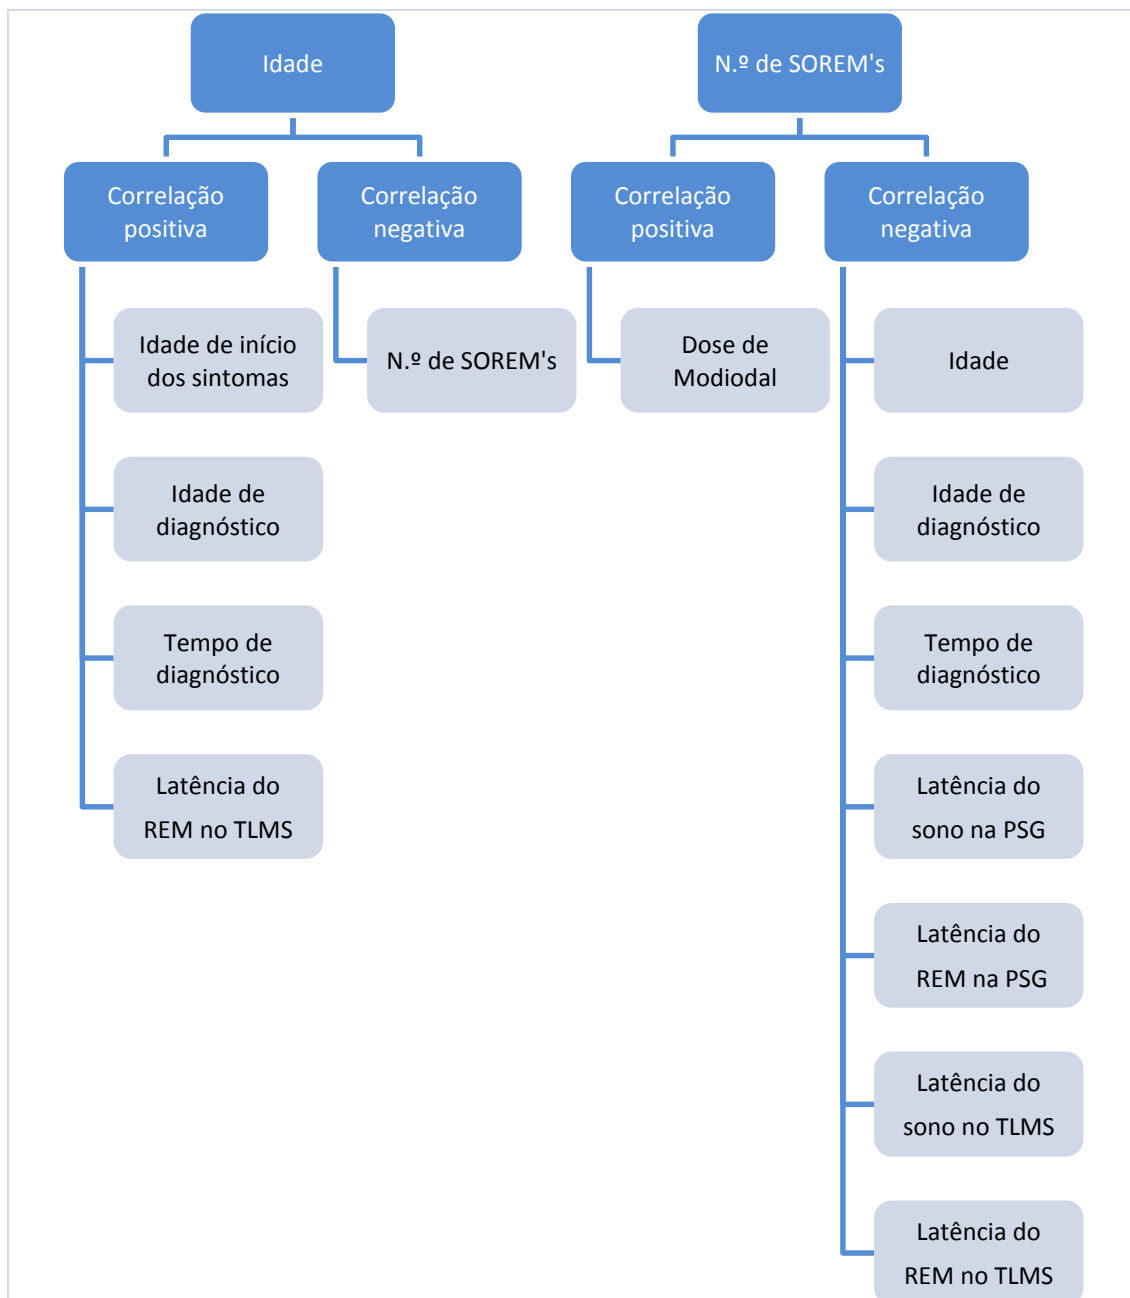 Idade
Correlação
positiva
Idade de início
dos sintomas
Idade de
diagnóstico
Tempo de
diagnóstico
Latência do
REM no TLMS
Correlação
negativa
N.º de SOREM's
N.º de SOREM's
Correlação
positiva
Dose de
Modiodal
Correlação
negativa
Idade
Idade de
diagnóstico
Tempo de
diagnóstico
Latência do
sono na PSG
Latência do
REM na PSG
Latência do
sono no TLMS
Latência do
REM no TLMS